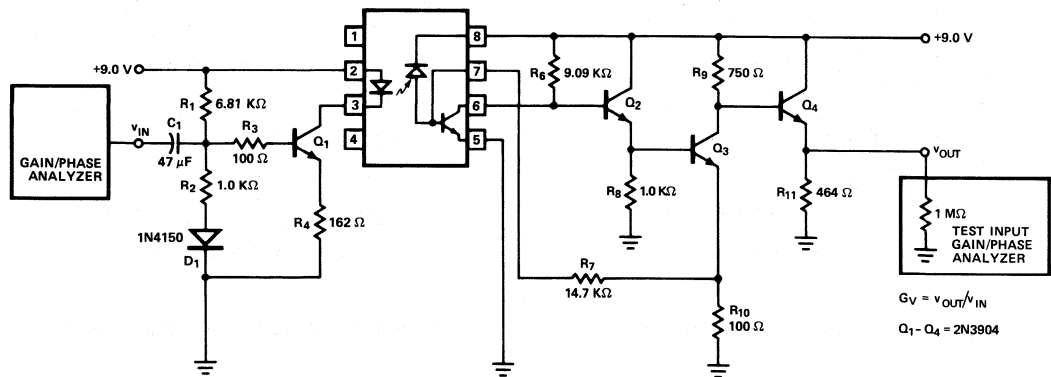 GAIN/PHASE
ANALYZER
vIN
C1
47 μF
+9.0 V
R1
6.81 KΩ
R3
100 Ω
R2
1.0 KΩ
1N4150
D1
Q1
R4
162 Ω
1
2
3
4
8
7
6
5
+9.0 V
R6
9.09 KΩ
Q2
R8
1.0 KΩ
R9
750 Ω
Q3
Q4
R7
14.7 KΩ
R10
100 Ω
R11
464 Ω
vOUT
1 MΩ
TEST INPUT
GAIN/PHASE
ANALYZER
GV = vOUT/vIN
Q1 - Q4 = 2N3904